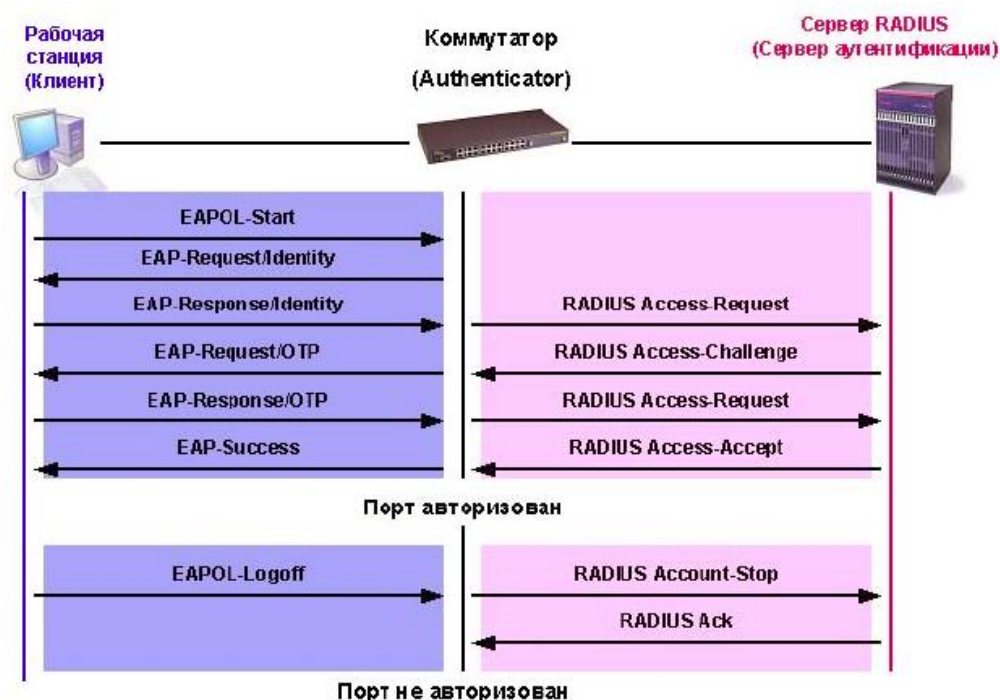 Рабочая
станция
(Клиент)
Коммутатор
(Authenticator)
Сервер RADIUS
(Сервер аутентификации)
EAPOL-Start
EAP-Request/Identity
EAP-Response/Identity
RADIUS Access-Request
EAP-Request/OTP
RADIUS Access-Challenge
EAP-Response/OTP
RADIUS Access-Request
EAP-Success
RADIUS Access-Accept
Порт авторизован
EAPOL-Logoff
RADIUS Account-Stop
RADIUS Ack
Порт не авторизован